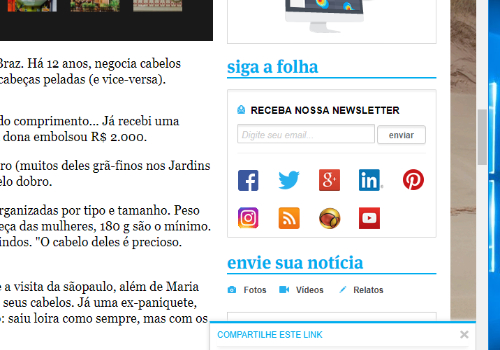 Braz. Há 12 anos, negocia cabelos
cabeças peladas (e vice-versa).
do comprimento... Já recebi uma
dona embolsou R$ 2.000.
ro (muitos deles grã-finos nos Jardins
elo dobro.
rganizadas por tipo e tamanho. Peso
eça das mulheres, 180 g são o mínimo.
indos. "O cabelo deles é precioso.
e a visita da sãopaulo, além de Maria
seus cabelos. Já uma ex-paniquete,
o: saiu loira como sempre, mas com os
siga a folha
RECEBA NOSSA NEWSLETTER
Digite seu email...
enviar
envie sua notícia
Fotos Vídeos Relatos
COMPARTILHE ESTE LINK